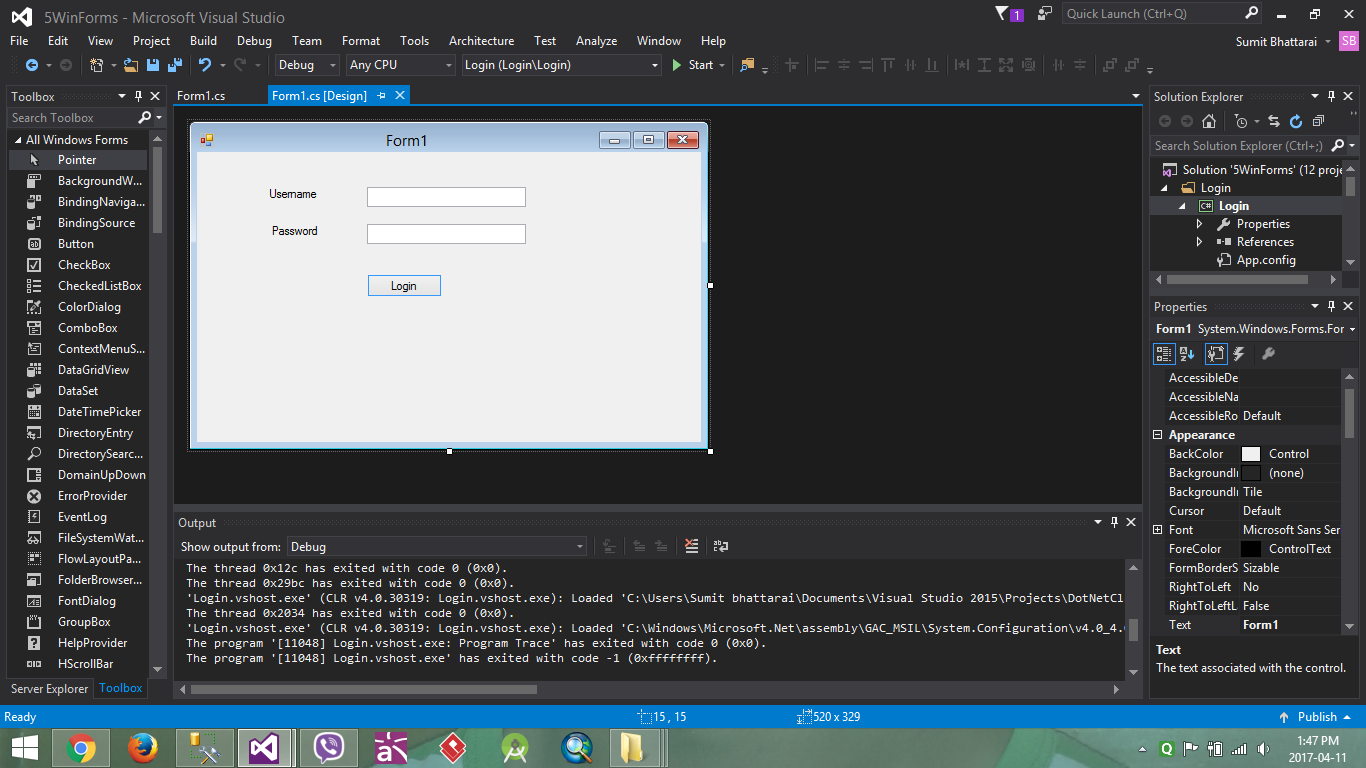 5WinForms - Microsoft Visual Studio
1
Quick Launch (Ctrl+Q)
File Edit View Project Build Debug Team Format Tools Architecture Test Analyze Window Help
Sumit Bhattarai
SB
Debug
Any CPU
Login (Login\Login)
Start
Toolbox
Search Toolbox
All Windows Forms
Pointer
BackgroundW...
BindingNaviga...
BindingSource
Button
CheckBox
CheckedListBox
ColorDialog
ComboBox
ContextMenuS...
DataGridView
DataSet
DateTimePicker
DirectoryEntry
DirectorySearc...
DomainUpDown
ErrorProvider
EventLog
FileSystemWat...
FlowLayoutPa...
FolderBrowser...
FontDialog
GroupBox
HelpProvider
HScrollBar
Server Explorer
Toolbox
Form1.cs
Form1.cs [Design]
Form1
Username
Password
Login
Output
Show output from:
Debug
The thread 0x12c has exited with code 0 (0x0).
The thread 0x29bc has exited with code 0 (0x0).
'Login.vshost.exe' (CLR v4.0.30319: Login.vshost.exe): Loaded 'C:\Users\Sumit bhattarai\Documents\Visual Studio 2015\Projects\DotNetCl
The thread 0x2034 has exited with code 0 (0x0).
'Login.vshost.exe' (CLR v4.0.30319: Login.vshost.exe): Loaded 'C:\Windows\Microsoft.Net\assembly\GAC_MSIL\System.Configuration\v4.0_4.
The program '[11048] Login.vshost.exe: Program Trace' has exited with code 0 (0x0).
The program '[11048] Login.vshost.exe' has exited with code -1 (0xffffffff).
Solution Explorer
Search Solution Explorer (Ctrl+;)
Solution '5WinForms' (12 proje
Login
C# Login
Properties
References
App.config
Properties
Form1 System.Windows.Forms.For
AccessibleDe
AccessibleNa
AccessibleRo Default
Appearance
BackColor Control
BackgroundI (none)
BackgroundI Tile
Cursor Default
Font Microsoft Sans Ser
ForeColor ControlText
FormBorderS Sizable
RightToLeft No
RightToLeftL False
Text Form1
Text
The text associated with the control.
Ready
15 , 15
520 x 329
Publish
1:47 PM
2017-04-11